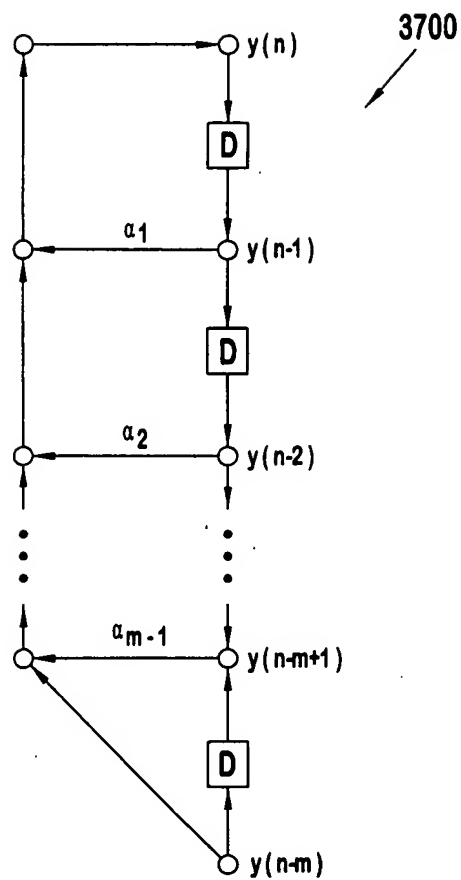 3700
y(n)
D
α1 y(n-1)
D
α2 y(n-2)
αm-1 y(n-m+1)
D
y(n-m)